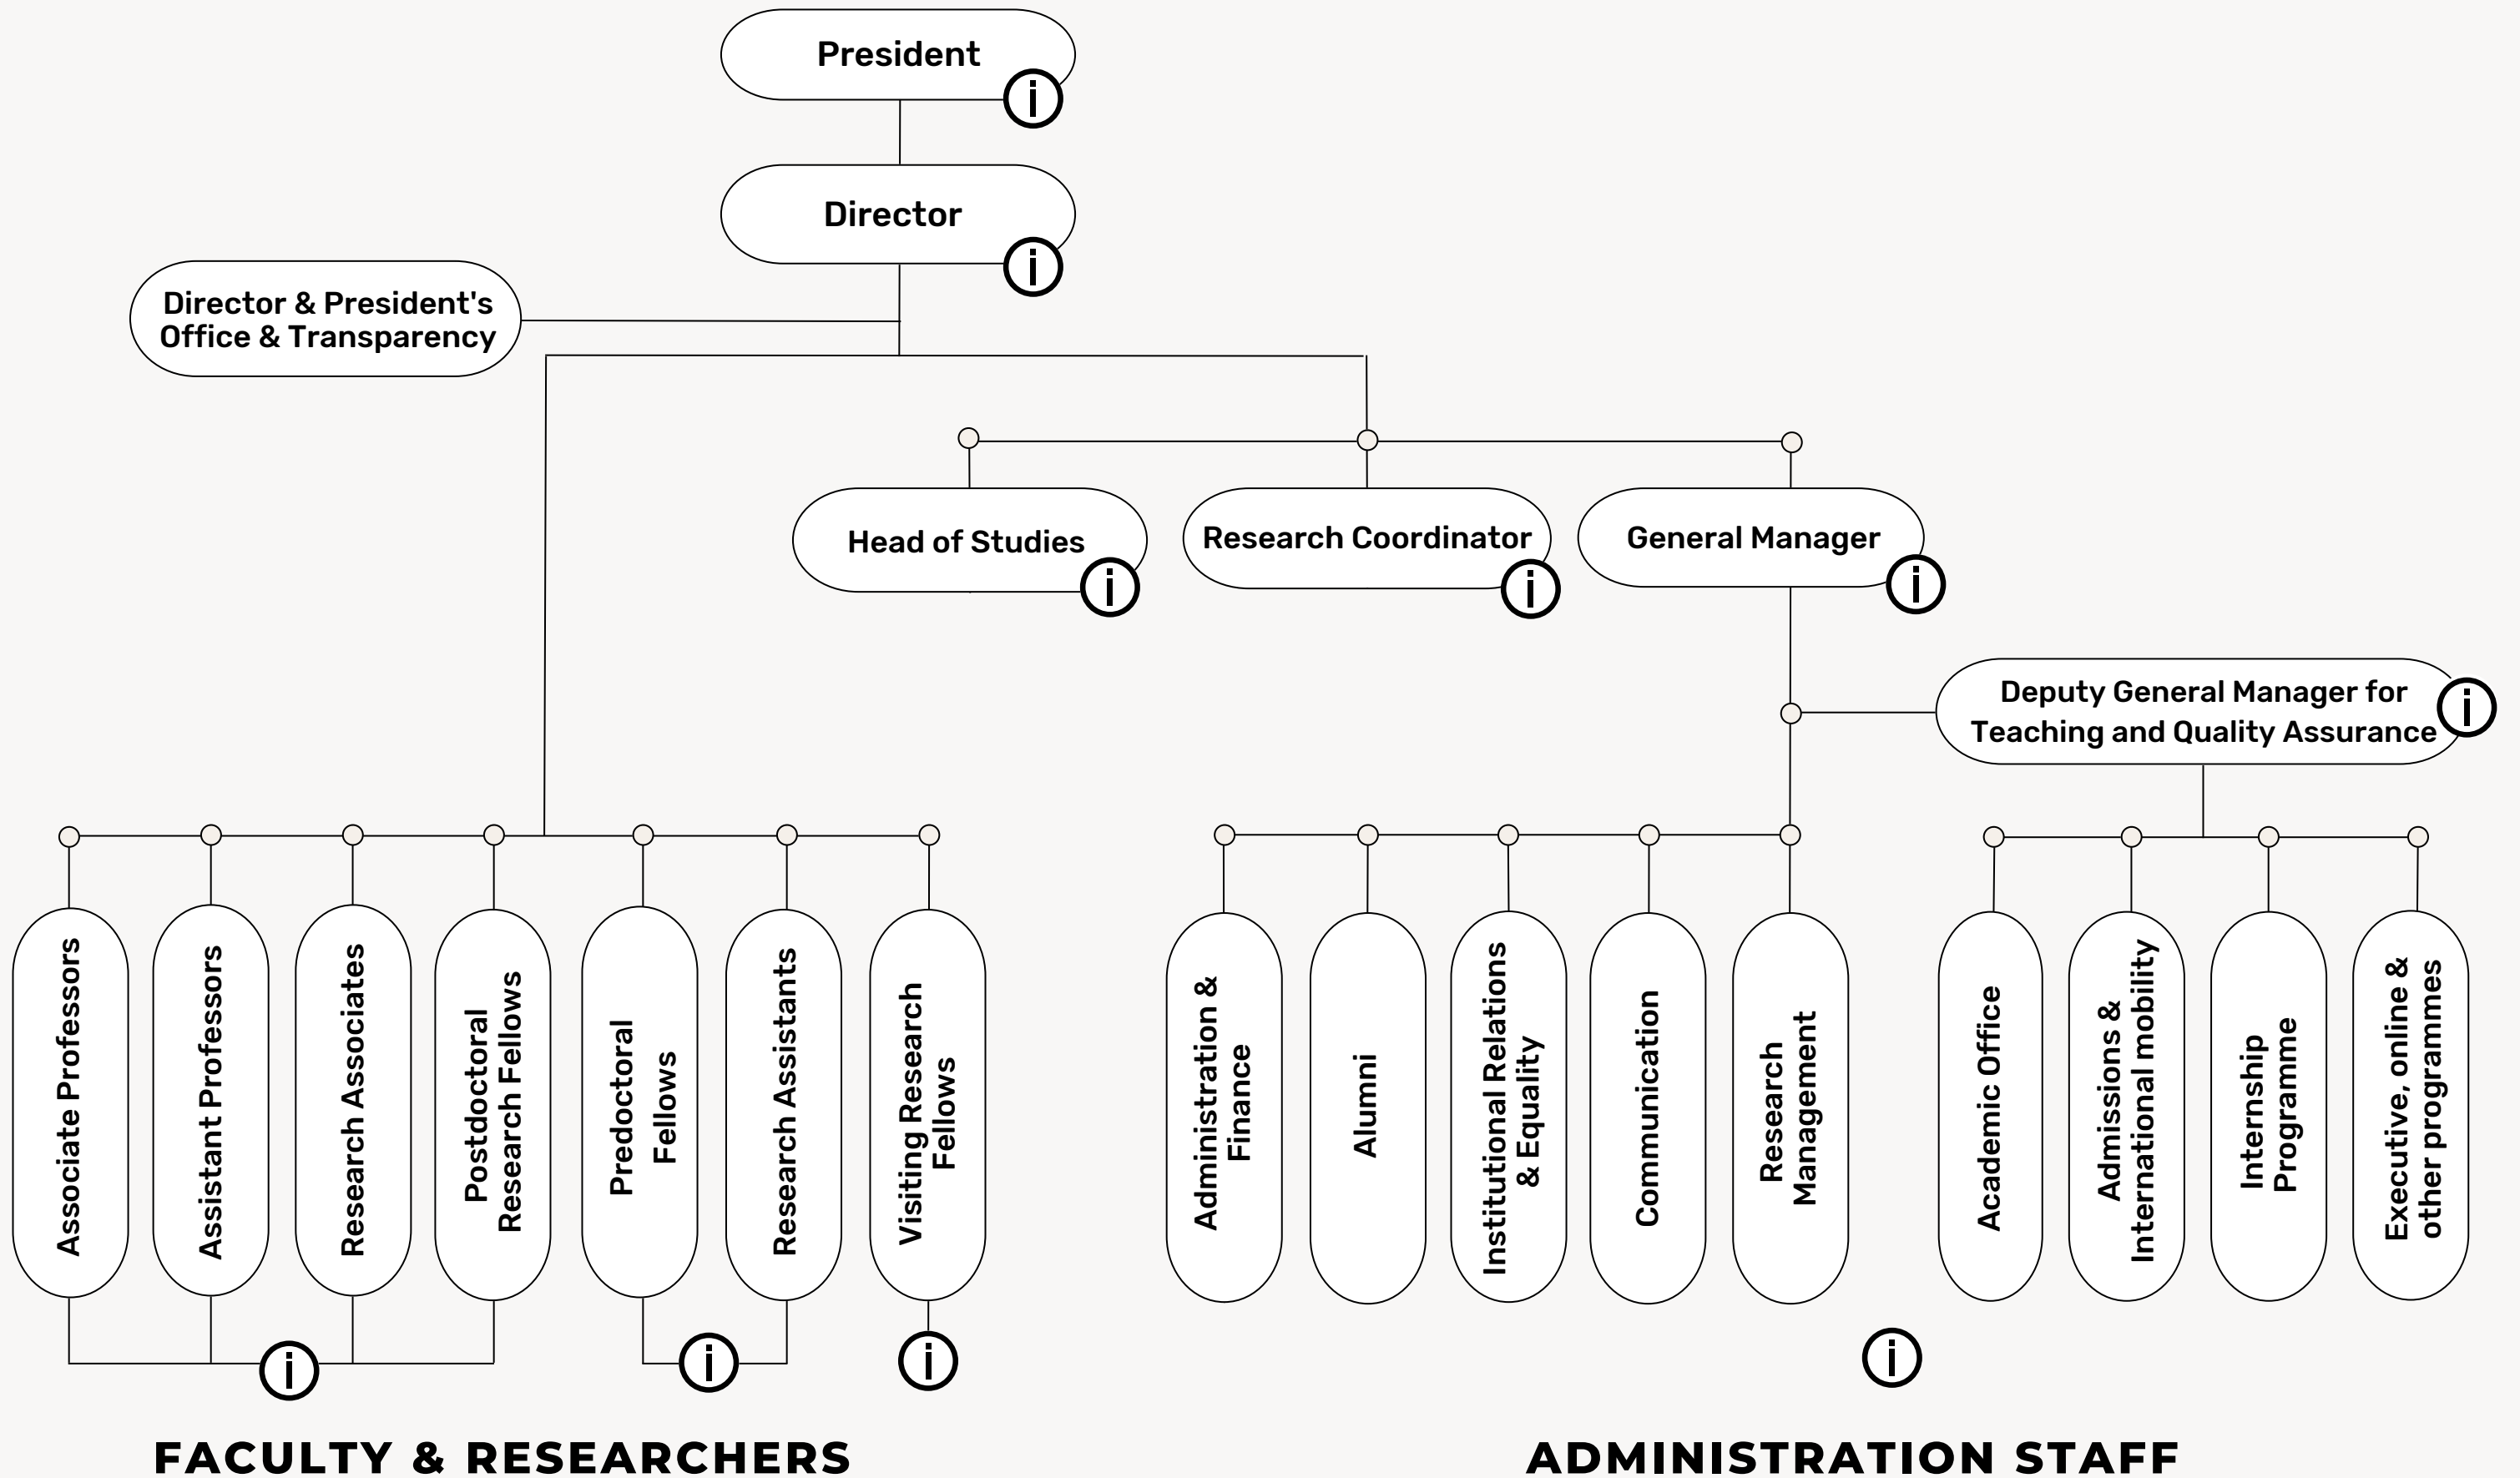 President
i
Director
i
Director & President's
Office & Transparency
Head of Studies
i
Research Coordinator
i
General Manager
i
Deputy General Manager for
Teaching and Quality Assurance
i
Associate Professors
Assistant Professors
Research Associates
Postdoctoral
Research Fellows
Predoctoral
Fellows
Research Assistants
Visiting Research
Fellows
Administration &
Finance
Alumni
Institutional Relations
& Equality
Communication
Research
Management
Academic Office
Admissions &
International mobility
Internship
Programme
Executive, online &
other programmes
i
i
i
i
FACULTY & RESEARCHERS
ADMINISTRATION STAFF